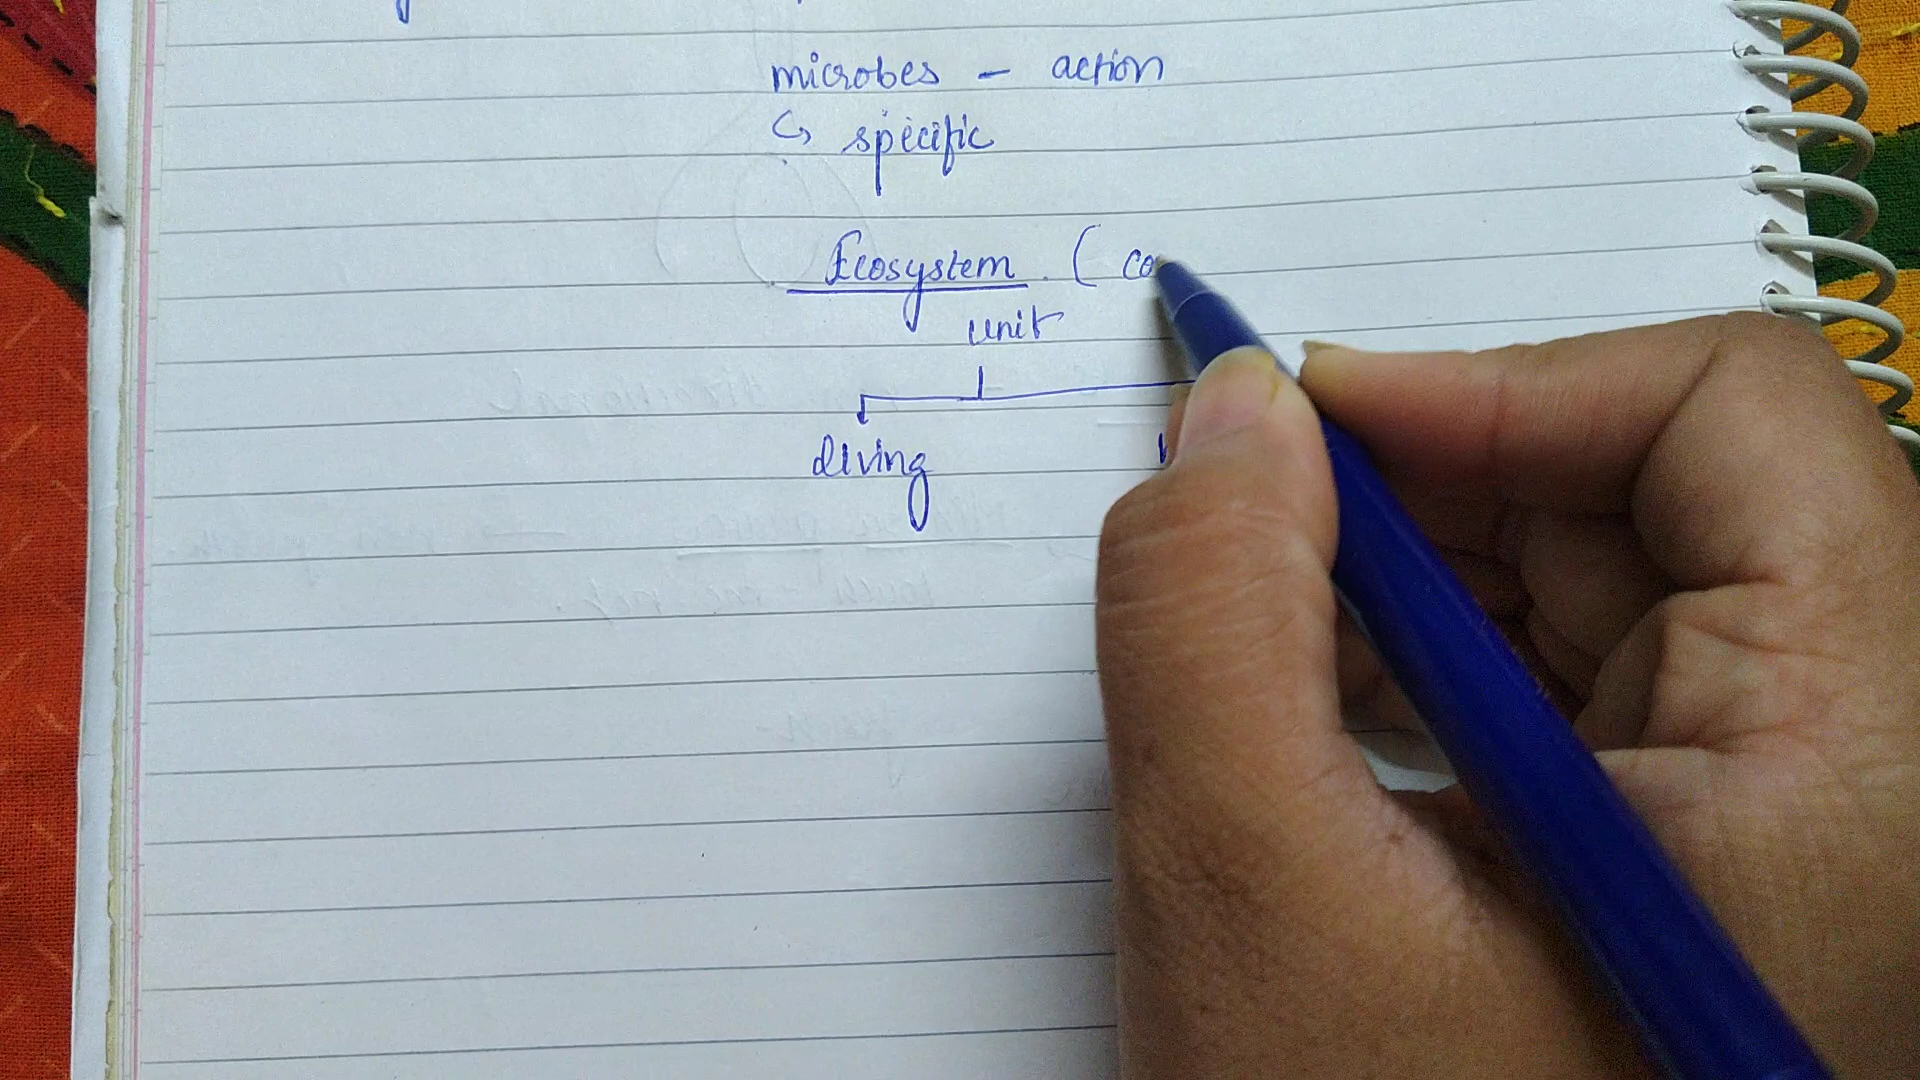 microbes - action
↳ specific
Ecosystem. ( co
unit
living